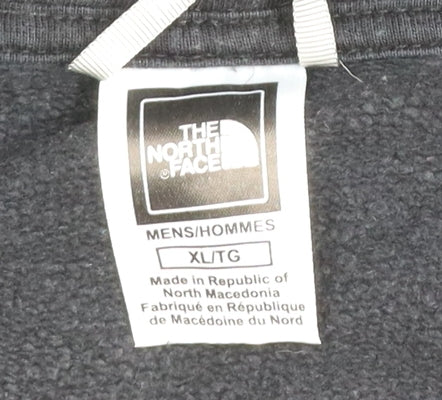 THE
NORTH
FACE
MENS/HOMMES
XL/TG
Made in Republic of
North Macedonia
Fabriqué en République
de Macédoine du Nord